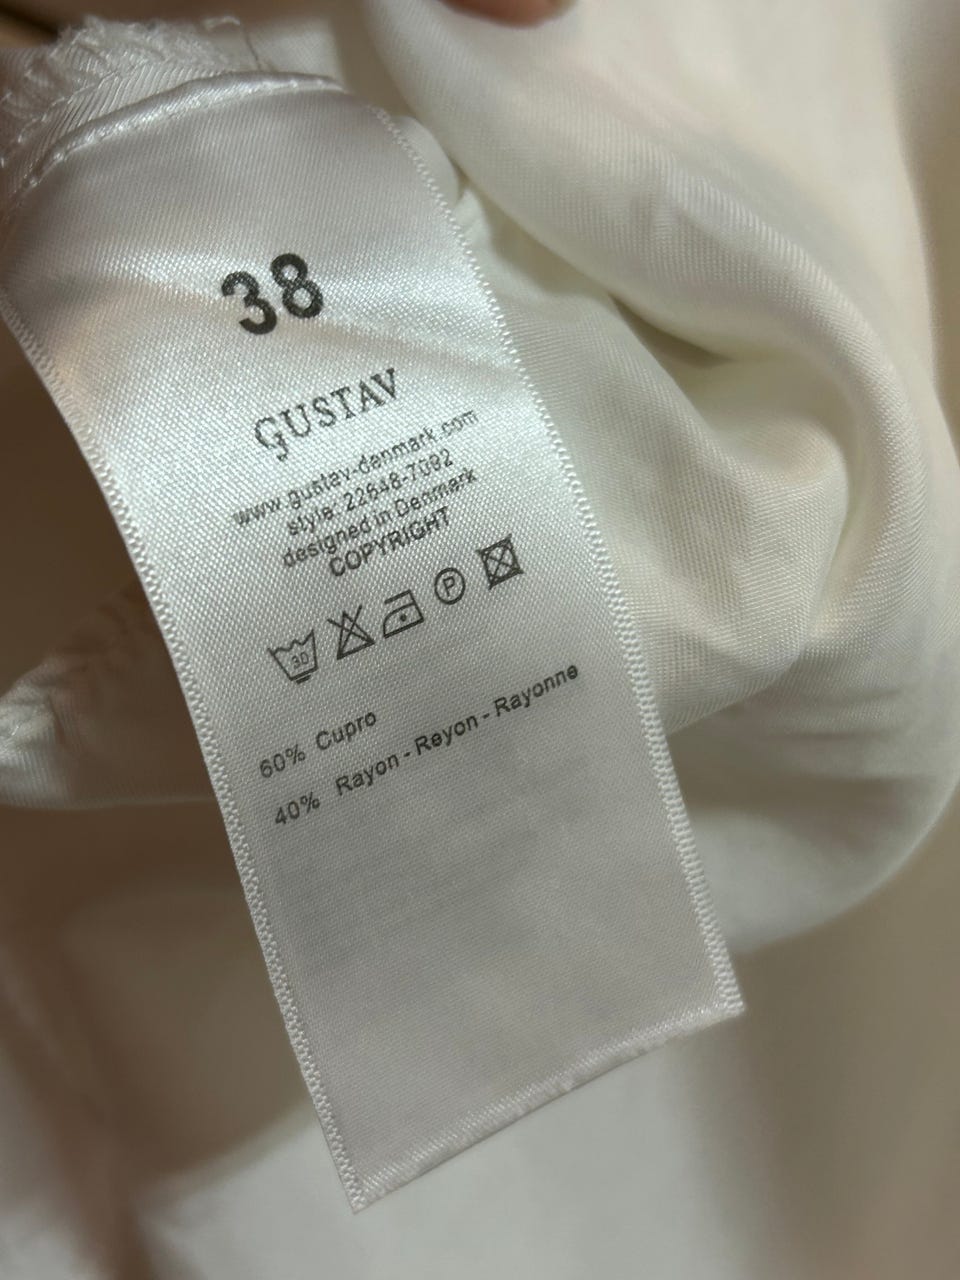 38
GUSTAV
www.gustav-denmark.com
style: 22648-7092
designed in Denmark
COPYRIGHT
30 P
60% Cupro
40% Rayon - Reyon - Rayonne